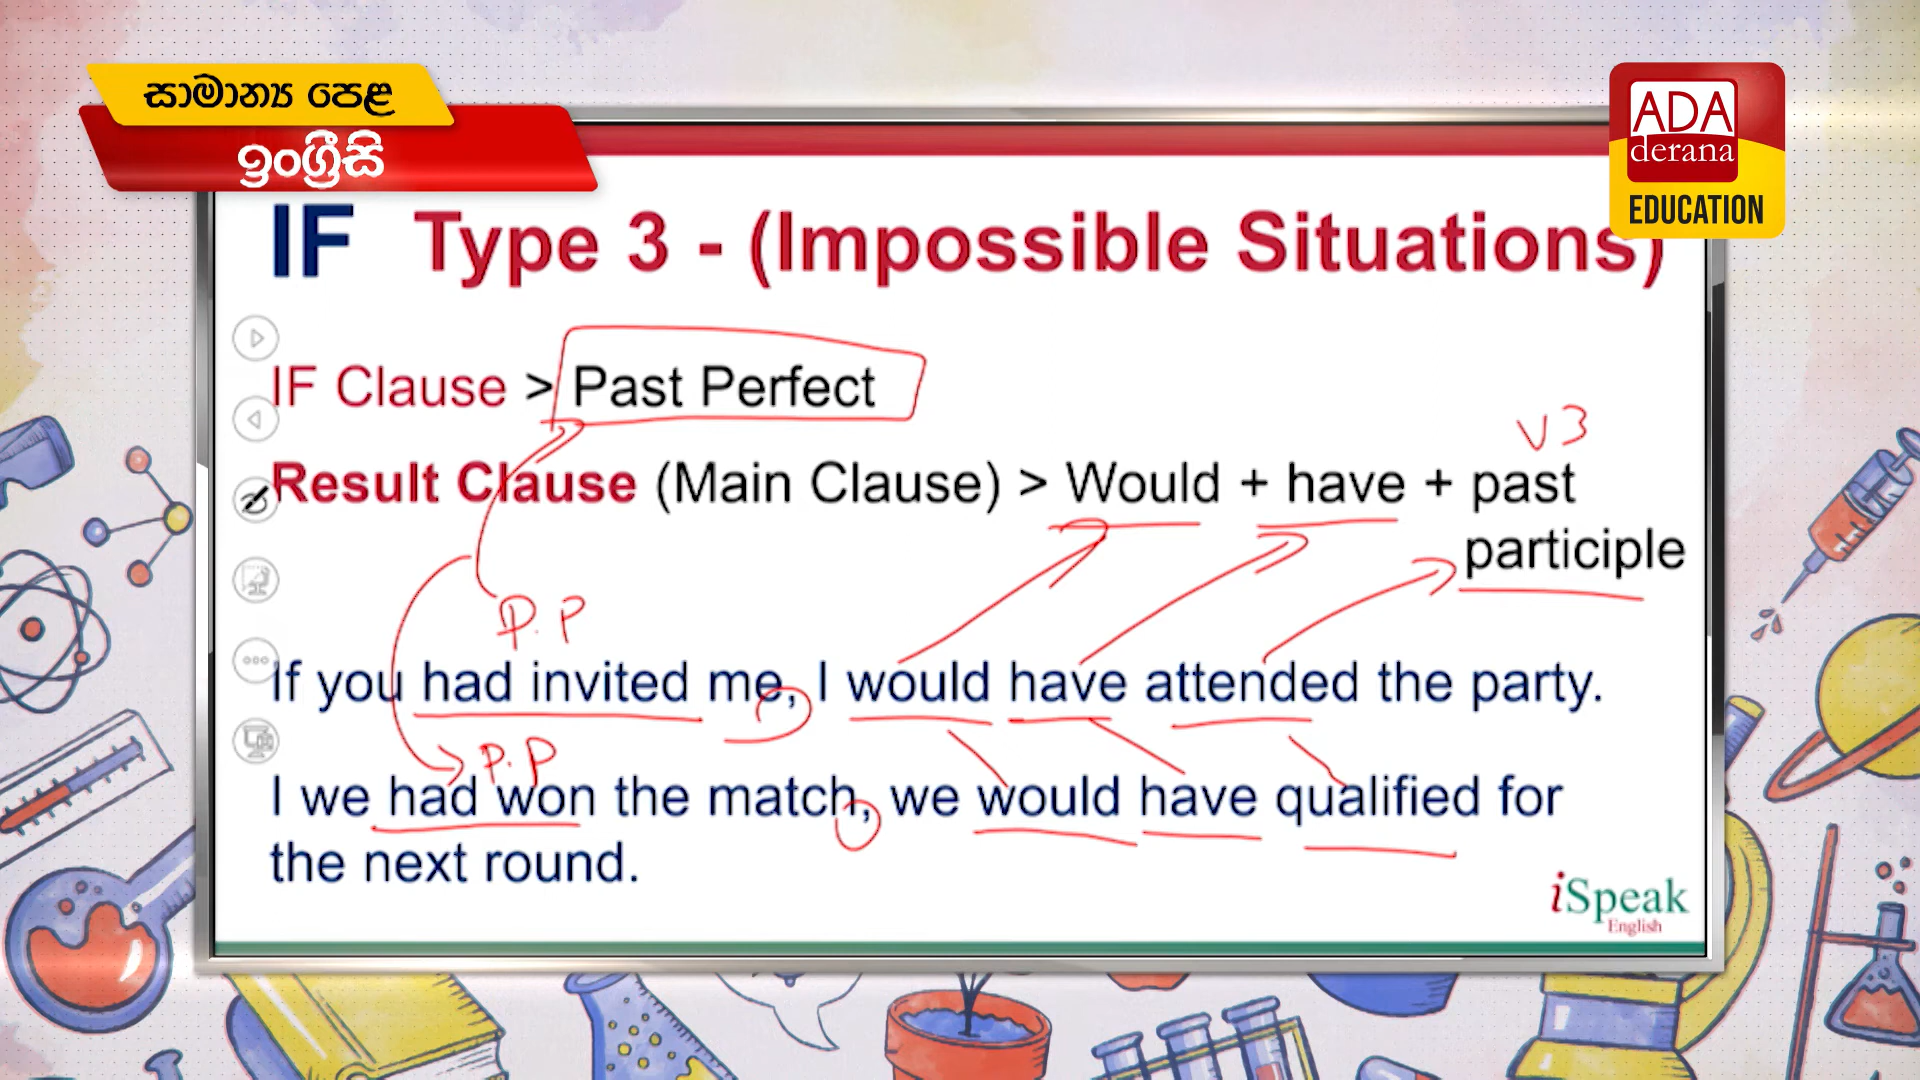 සාමාන්‍ය පෙළ
ඉංග්‍රීසි
ADA
derana
EDUCATION
IF Type 3 - (Impossible Situations)
IF Clause > Past Perfect
V3
Result Clause (Main Clause) > Would + have + past
participle
P.P
If you had invited me, I would have attended the party.
P.P
I we had won the match, we would have qualified for
the next round.
iSpeak
English